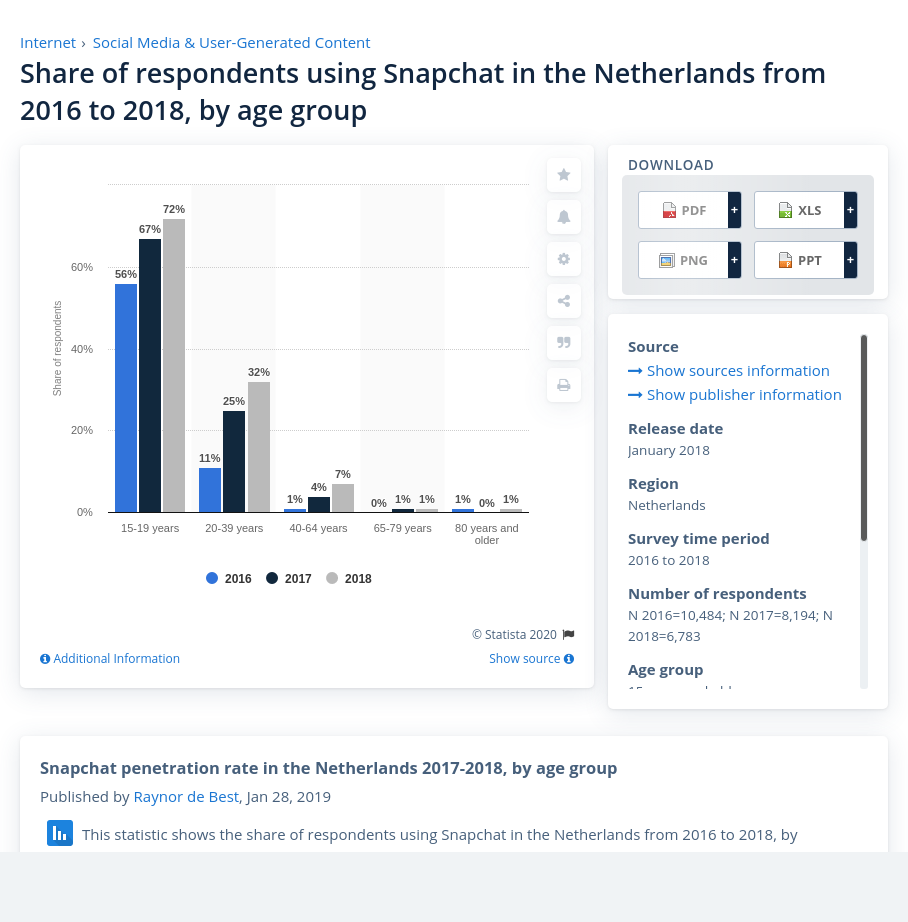 Internet › Social Media & User-Generated Content
Share of respondents using Snapchat in the Netherlands from
2016 to 2018, by age group
72%
67%
56%
32%
25%
11%
1% 4% 7%
0% 1% 1%
1% 0% 1%
60%
40%
20%
0%
Share of respondents
15-19 years 20-39 years 40-64 years 65-79 years 80 years and
older
2016 2017 2018
© Statista 2020
Additional Information Show source
DOWNLOAD
PDF + XLS +
PNG + PPT +
Source
Show sources information
Show publisher information
Release date
January 2018
Region
Netherlands
Survey time period
2016 to 2018
Number of respondents
N 2016=10,484; N 2017=8,194; N
2018=6,783
Age group
Snapchat penetration rate in the Netherlands 2017-2018, by age group
Published by Raynor de Best, Jan 28, 2019
This statistic shows the share of respondents using Snapchat in the Netherlands from 2016 to 2018, by